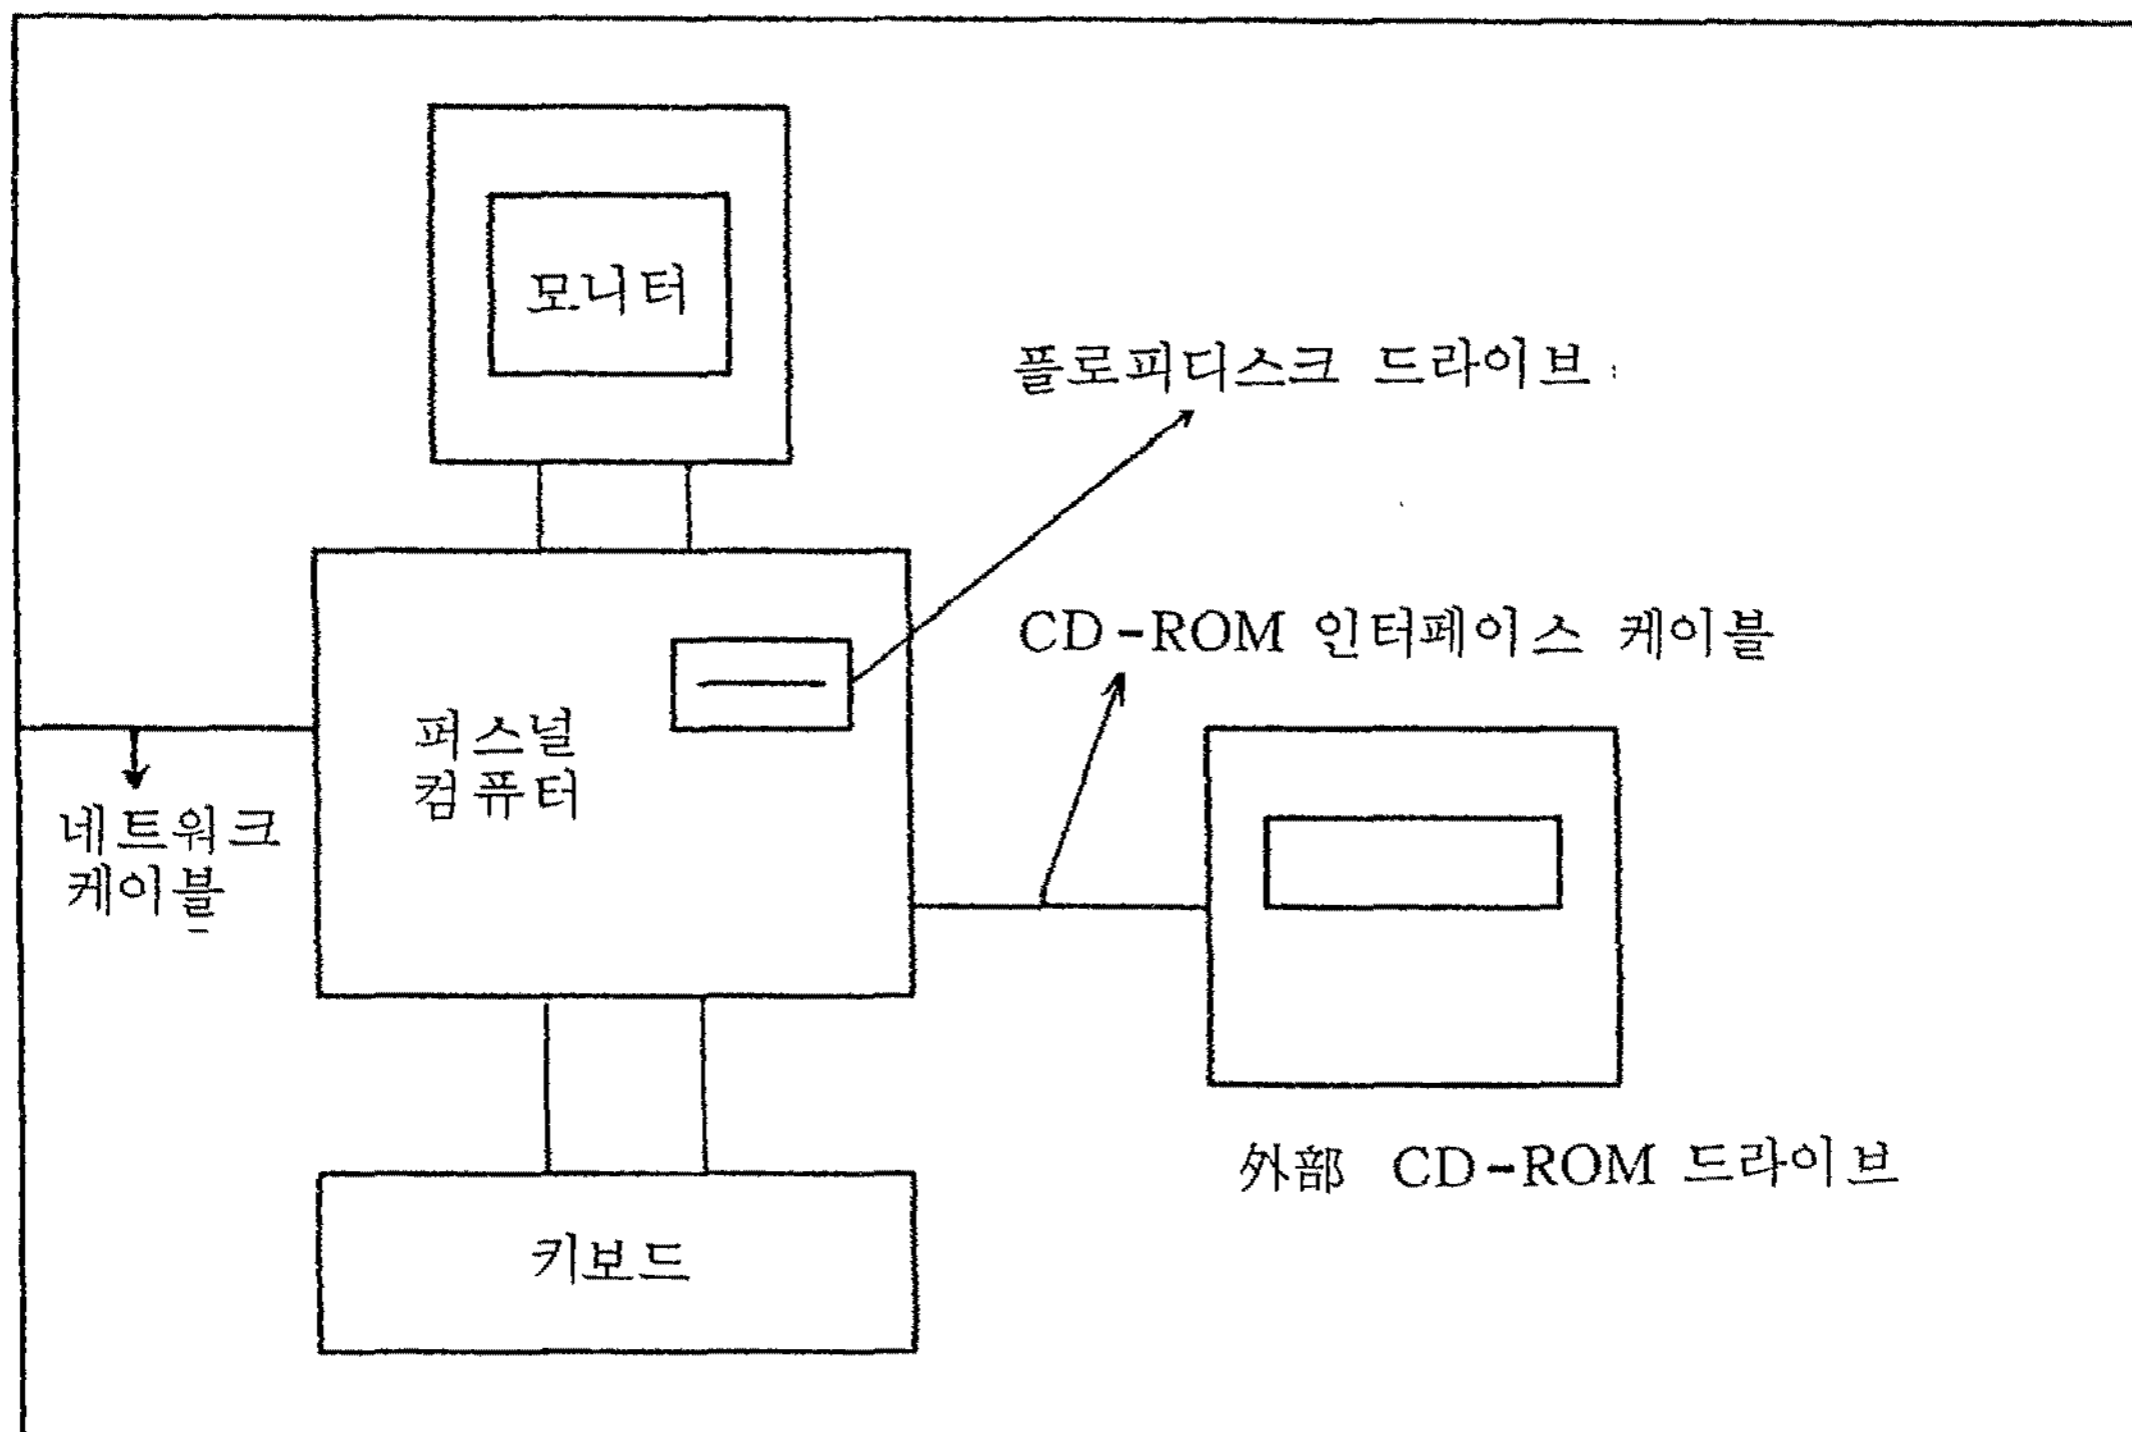 모니터
플로피디스크 드라이브
CD-ROM 인터페이스 케이블
퍼스널
컴퓨터
네트워크
케이블
外部 CD-ROM 드라이브
키보드